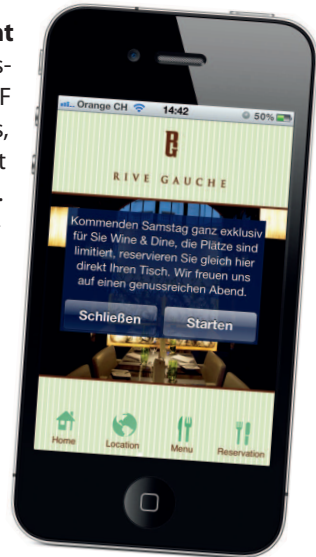 nt
s-
F
s,
t
.
Orange CH 14:42 50%
RG
RIVE GAUCHE
Kommenden Samstag ganz exklusiv
für Sie Wine & Dine, die Plätze sind
limitiert, reservieren Sie gleich hier
direkt Ihren Tisch. Wir freuen uns
auf einen genussreichen Abend.
Schließen Starten
Home Location Menu Reservation